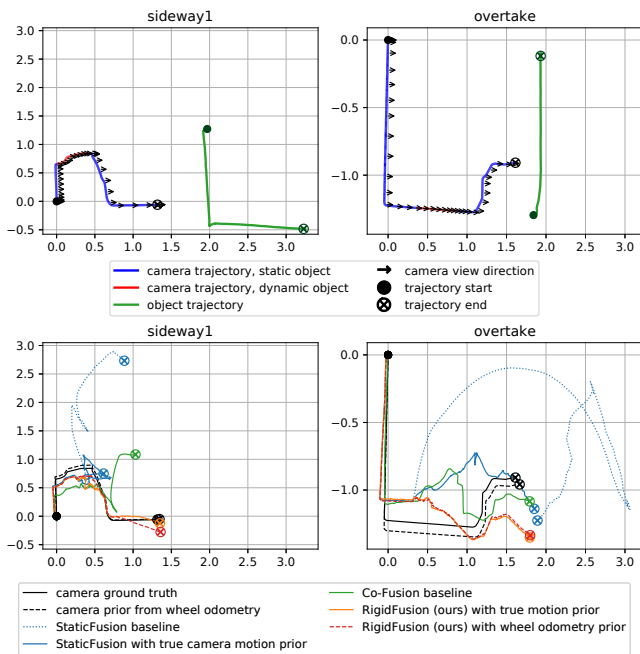 sideway1
overtake
3.0
2.5
2.0
1.5
1.0
0.5
0.0
−0.5
0.0 0.5 1.0 1.5 2.0 2.5 3.0
0.0
−0.5
−1.0
0.0 0.5 1.0 1.5 2.0 2.5 3.0
camera trajectory, static object
camera trajectory, dynamic object
object trajectory
camera view direction
trajectory start
trajectory end
sideway1
overtake
3.0
2.5
2.0
1.5
1.0
0.5
0.0
−0.5
0.0 0.5 1.0 1.5 2.0 2.5 3.0
0.0
−0.5
−1.0
0.0 0.5 1.0 1.5 2.0 2.5 3.0
camera ground truth
camera prior from wheel odometry
StaticFusion baseline
StaticFusion with true camera motion prior
Co-Fusion baseline
RigidFusion (ours) with true motion prior
RigidFusion (ours) with wheel odometry prior